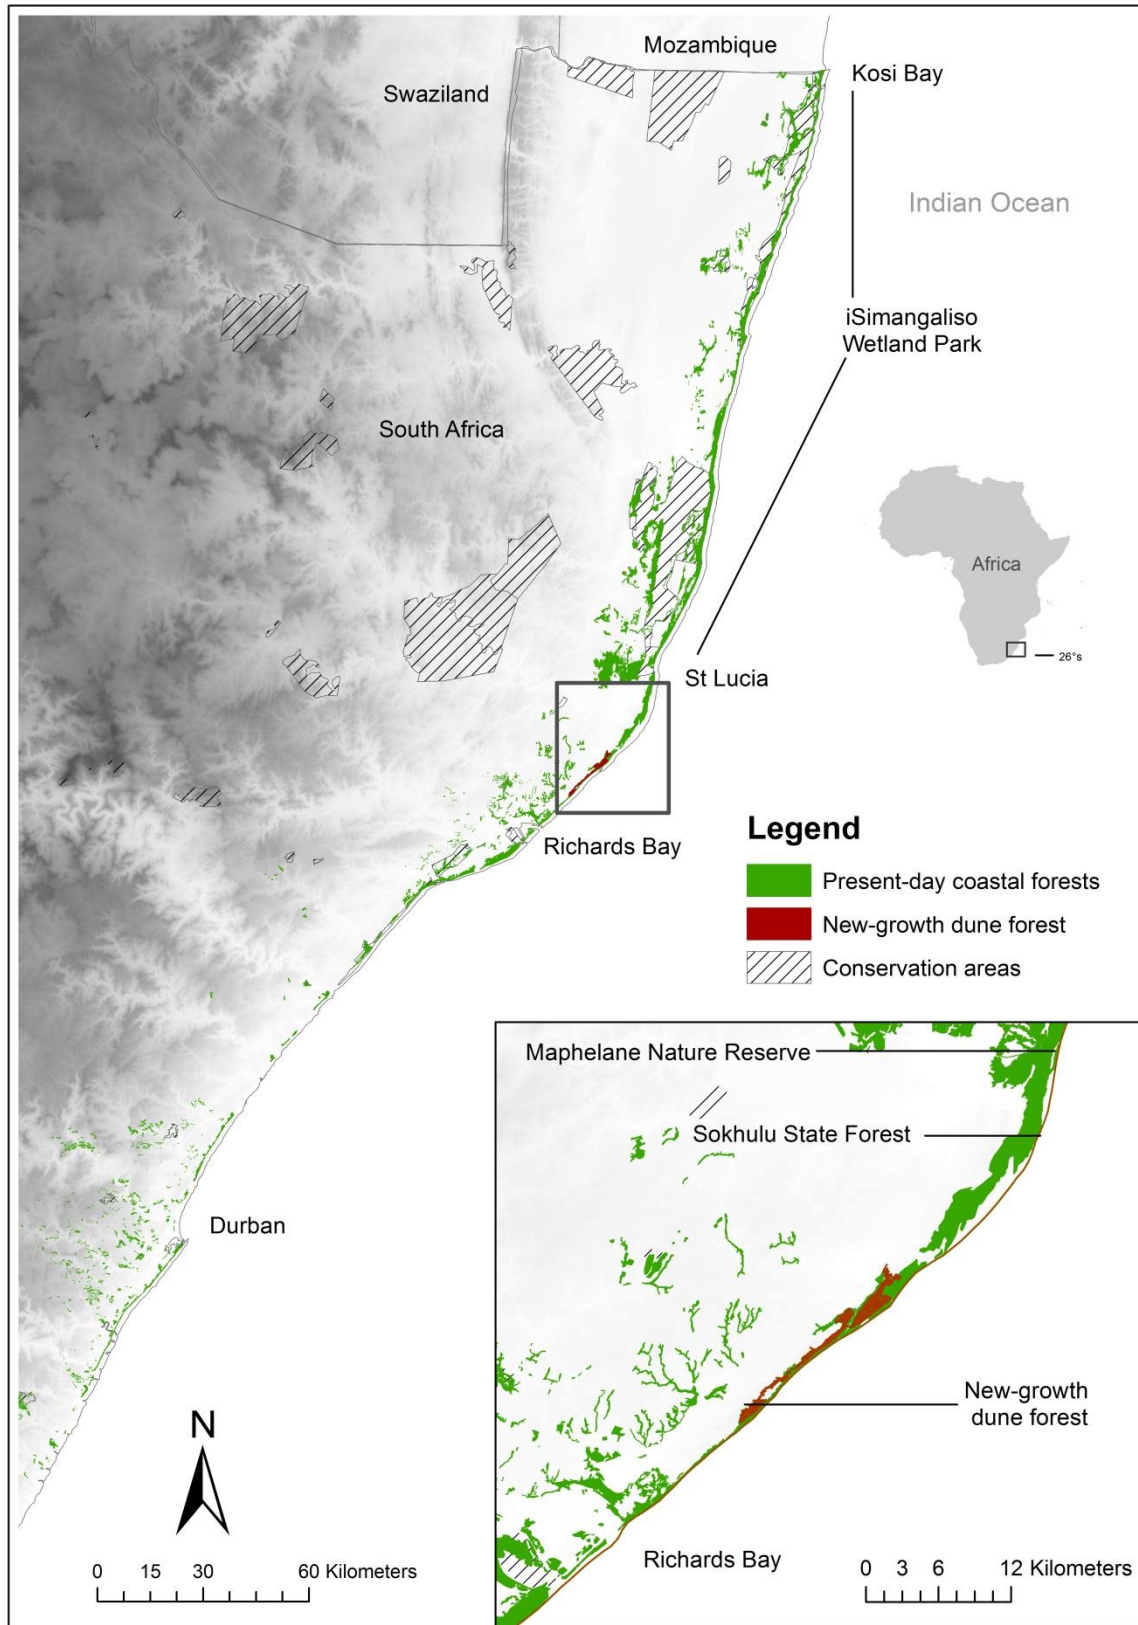 Mozambique
Kosi Bay
Swaziland
Indian Ocean
iSimangaliso
Wetland Park
South Africa
Africa
26°s
St Lucia
Richards Bay
Legend
Present-day coastal forests
New-growth dune forest
Conservation areas
Maphelane Nature Reserve
Sokhulu State Forest
Durban
New-growth
dune forest
N
Richards Bay
0 15 30 60 Kilometers
0 3 6 12 Kilometers